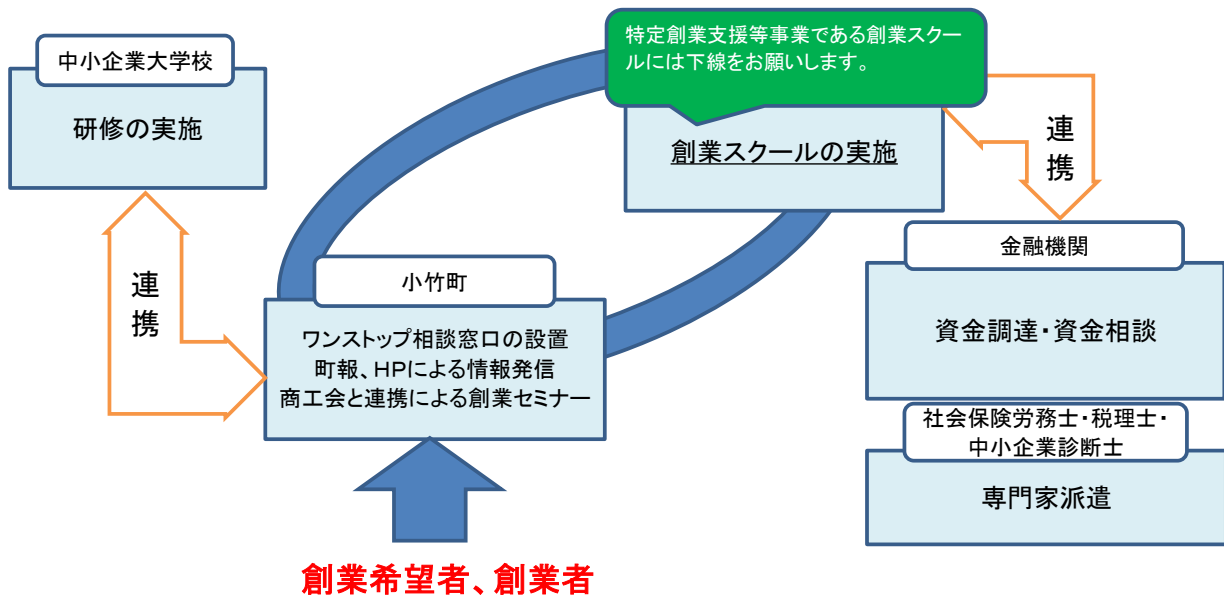 中小企業大学校
研修の実施
連
携
特定創業支援等事業である創業スクー
ルには下線をお願いします。
創業スクールの実施
連
携
小竹町
ワンストップ相談窓口の設置
町報、HPによる情報発信
商工会と連携による創業セミナー
金融機関
資金調達・資金相談
社会保険労務士・税理士・
中小企業診断士
専門家派遣
創業希望者、創業者